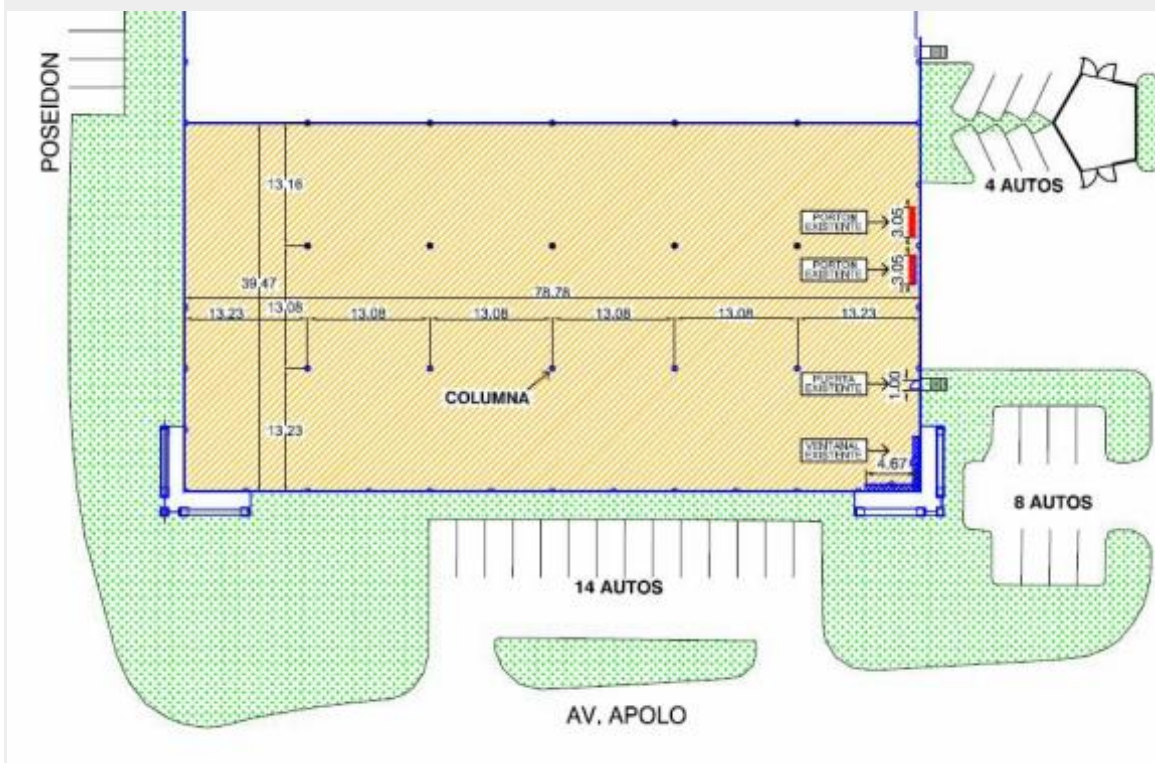 POSEIDON
4 AUTOS
13.16
PORTON
EXISTENTE
3.05
PORTON
EXISTENTE
3.05
39.47
78.78
13.23
13.08
13.08
13.08
13.08
13.08
13.23
COLUMNA
PUERTA
EXISTENTE
1.00
13.23
VENTANAL
EXISTENTE
4.67
8 AUTOS
14 AUTOS
AV. APOLO